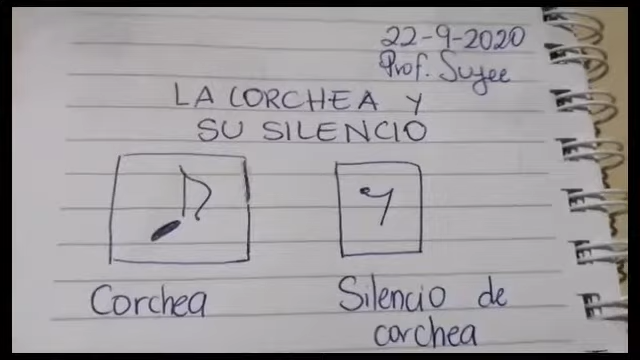 22-9-2020
Prof. Sujee
LA CORCHEA Y
SU SILENCIO
Corchea
Silencio de
corchea